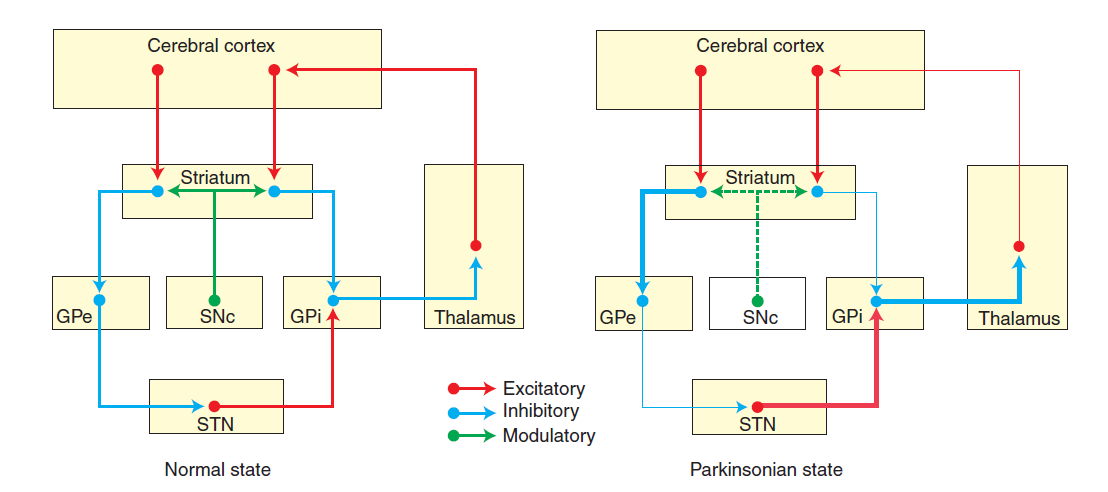 Cerebral cortex
Striatum
GPe
SNc
GPi
Thalamus
STN
Normal state
Excitatory
Inhibitory
Modulatory
Cerebral cortex
Striatum
GPe
SNc
GPi
Thalamus
STN
Parkinsonian state